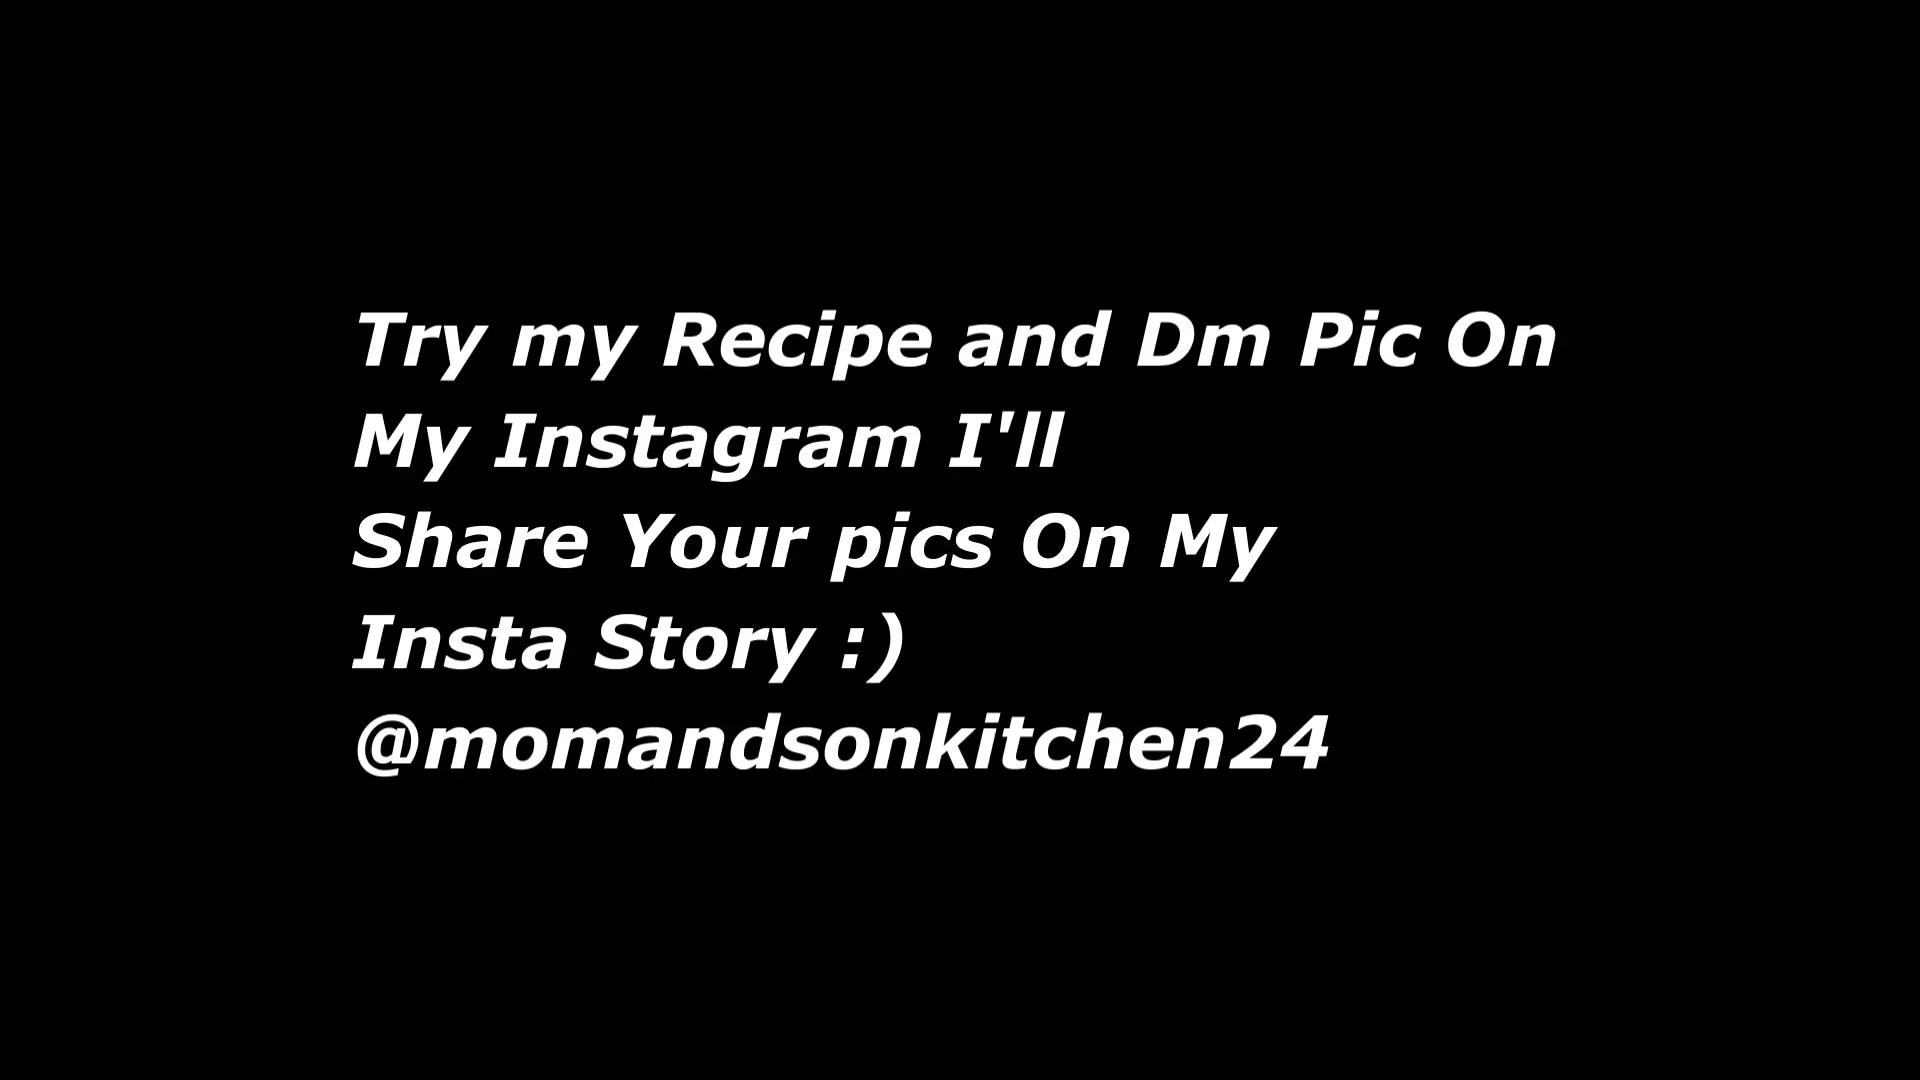 Try my Recipe and Dm Pic On
My Instagram I'll
Share Your pics On My
Insta Story :)
@momandsonkitchen24